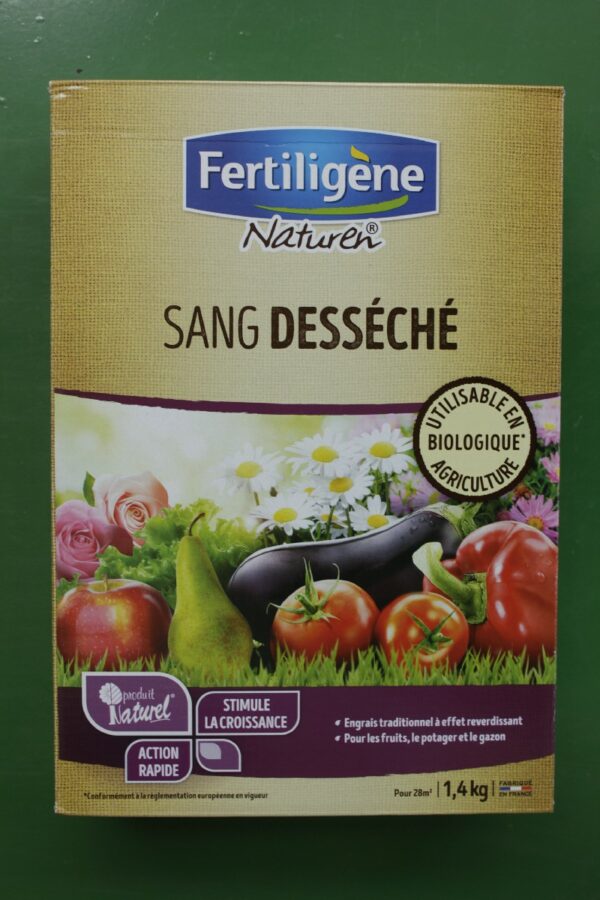 Fertiligène
Naturen®
SANG DESSÉCHÉ
UTILISABLE EN
BIOLOGIQUE*
AGRICULTURE
produit
Naturel®
STIMULE
LA CROISSANCE
ACTION
RAPIDE
Engrais traditionnel à effet reverdissant
Pour les fruits, le potager et le gazon
*Conformément à la réglementation européenne en vigueur
Pour 28m² 1,4 kg
FABRIQUÉ
EN FRANCE